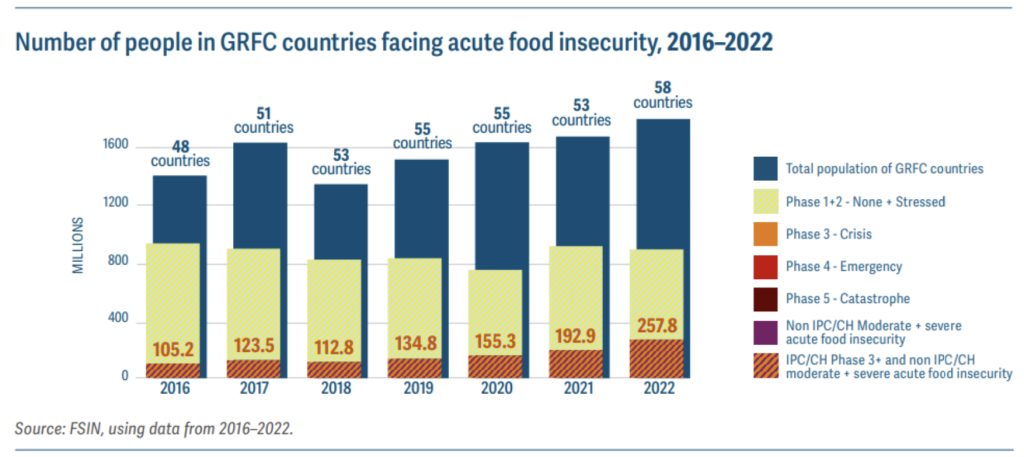 Number of people in GRFC countries facing acute food insecurity, 2016–2022
58
countries
51
countries
55
countries
53
countries
55
countries
48
countries
53
countries
1600
1200
800
400
0
MILLIONS
105.2
123.5
112.8
134.8
155.3
192.9
257.8
2016
2017
2018
2019
2020
2021
2022
Total population of GRFC countries
Phase 1+2 - None + Stressed
Phase 3 - Crisis
Phase 4 - Emergency
Phase 5 - Catastrophe
Non IPC/CH Moderate + severe
acute food insecurity
IPC/CH Phase 3+ and non IPC/CH
moderate + severe acute food insecurity
Source: FSIN, using data from 2016–2022.